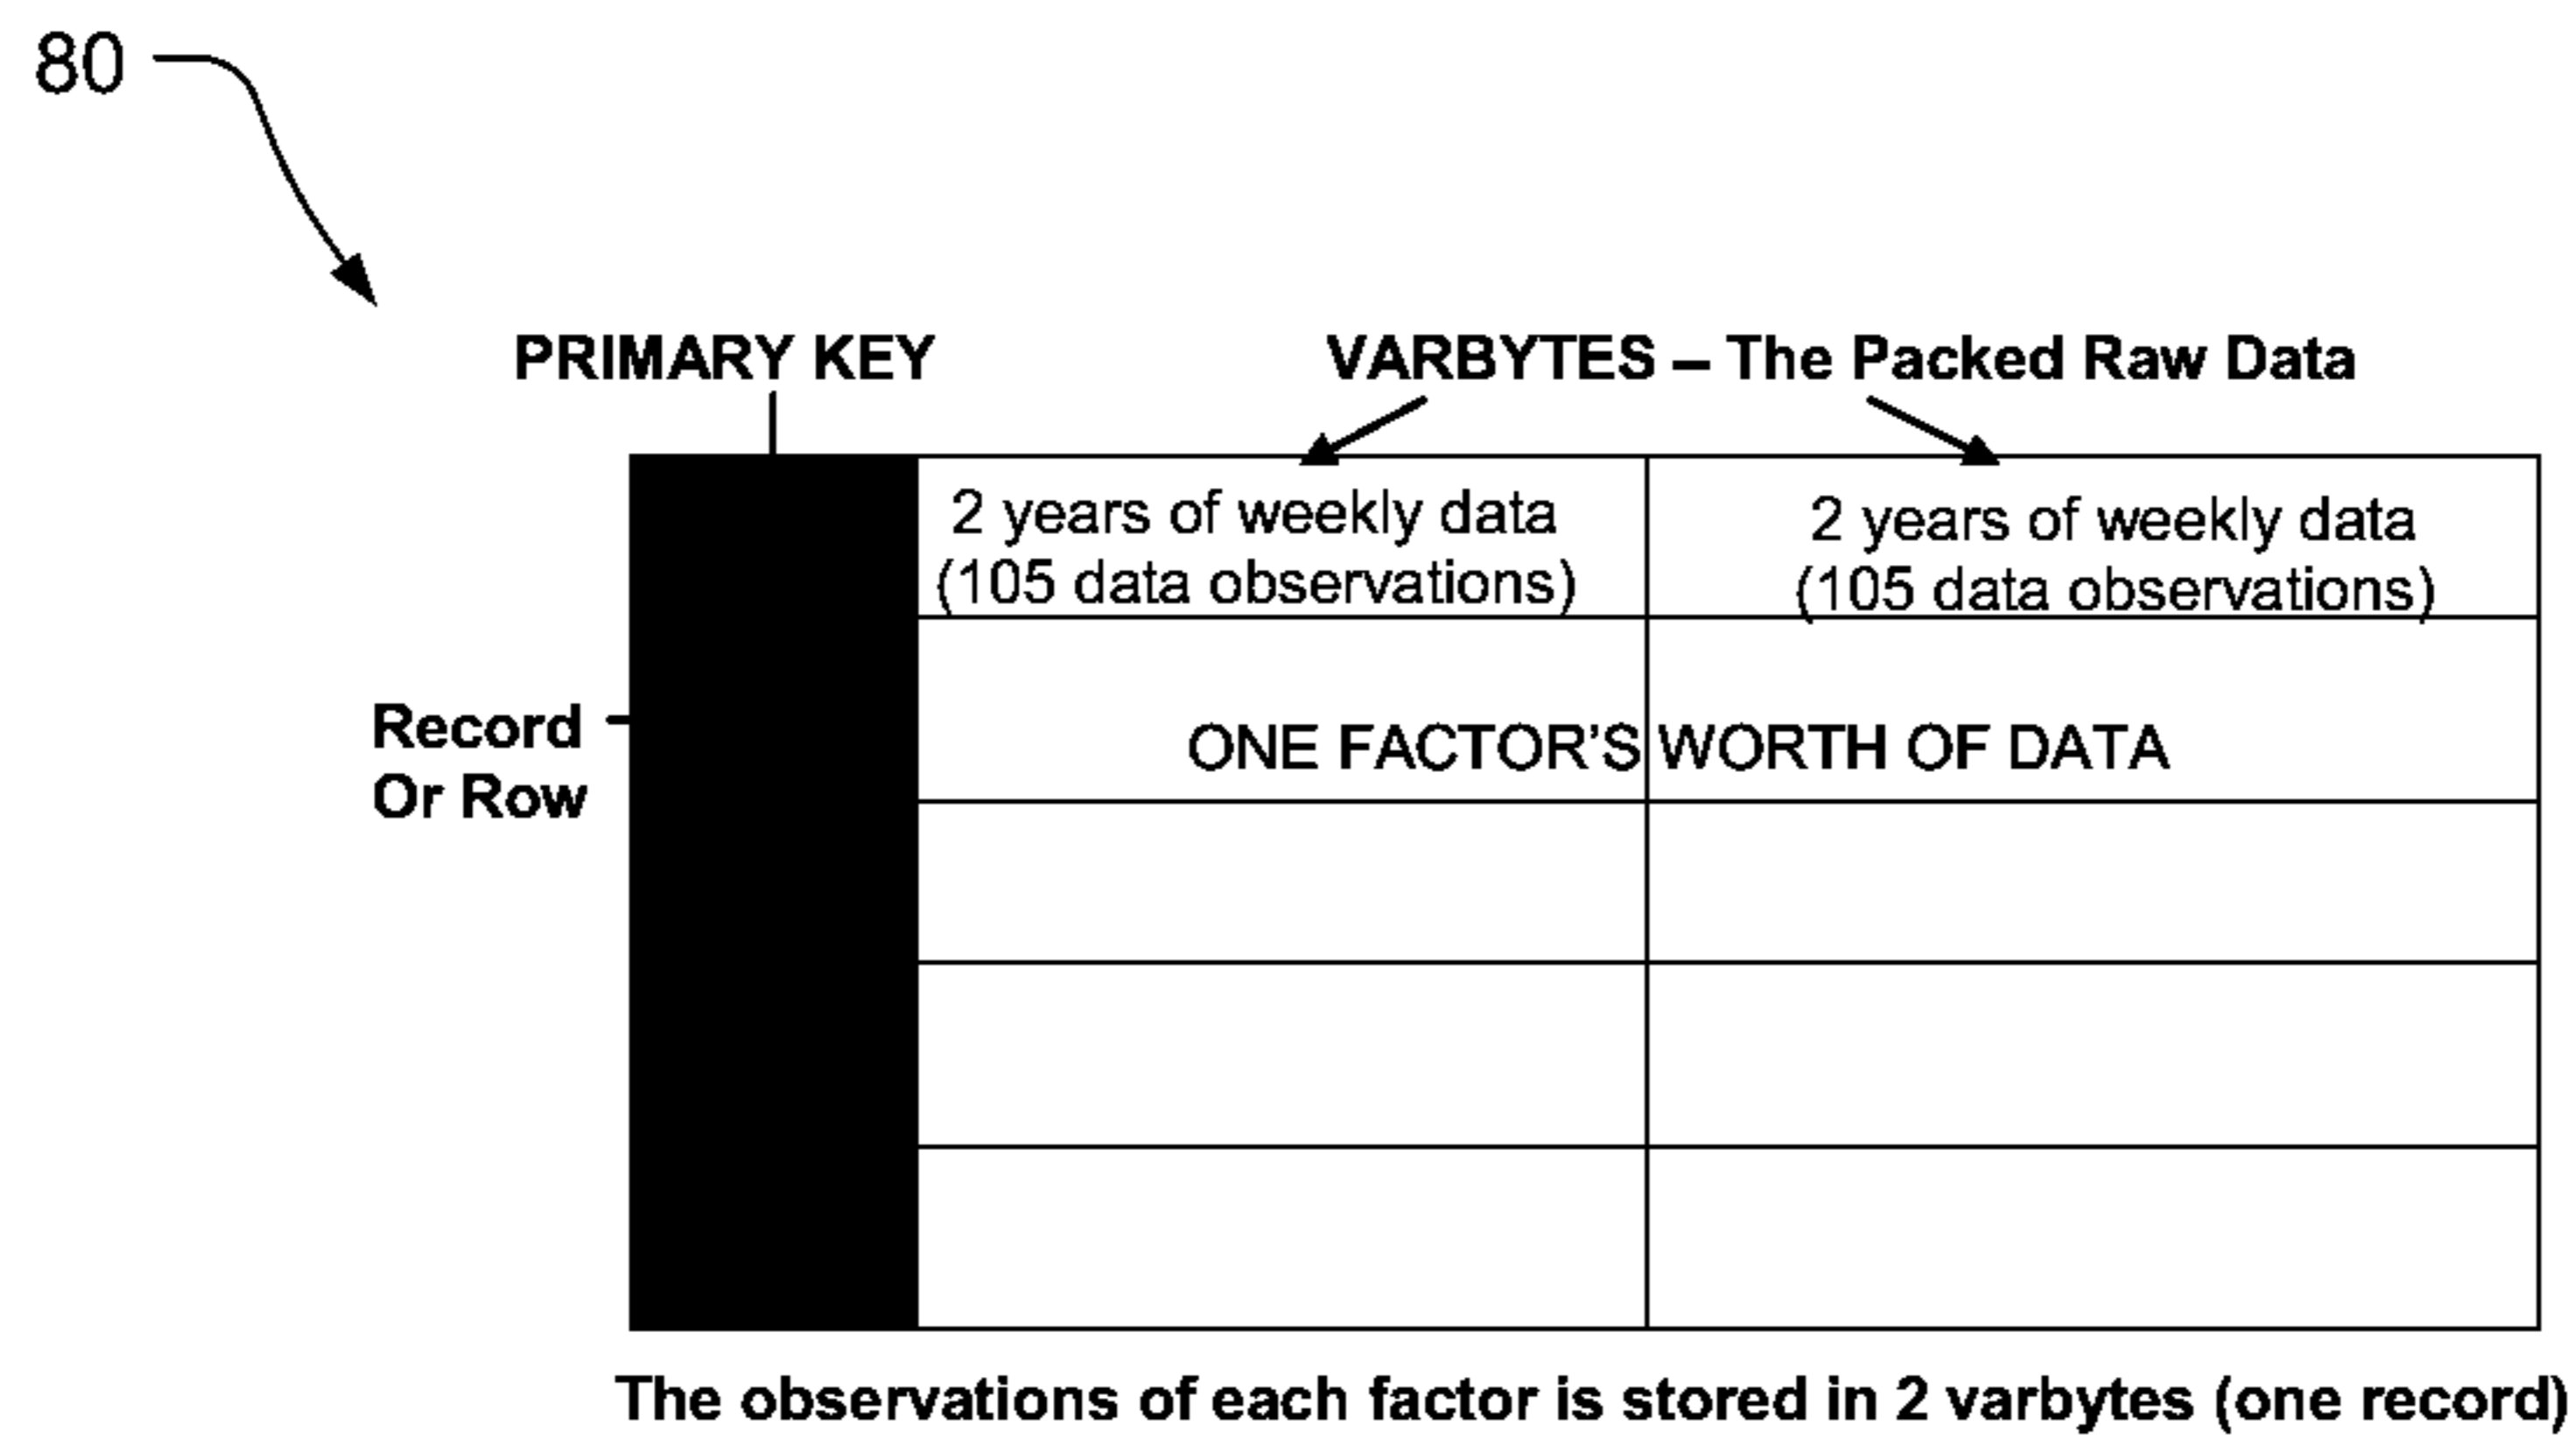 80
PRIMARY KEY
VARBYTES – The Packed Raw Data
2 years of weekly data
(105 data observations)
2 years of weekly data
(105 data observations)
Record
Or Row
ONE FACTOR'S WORTH OF DATA
The observations of each factor is stored in 2 varbytes (one record)